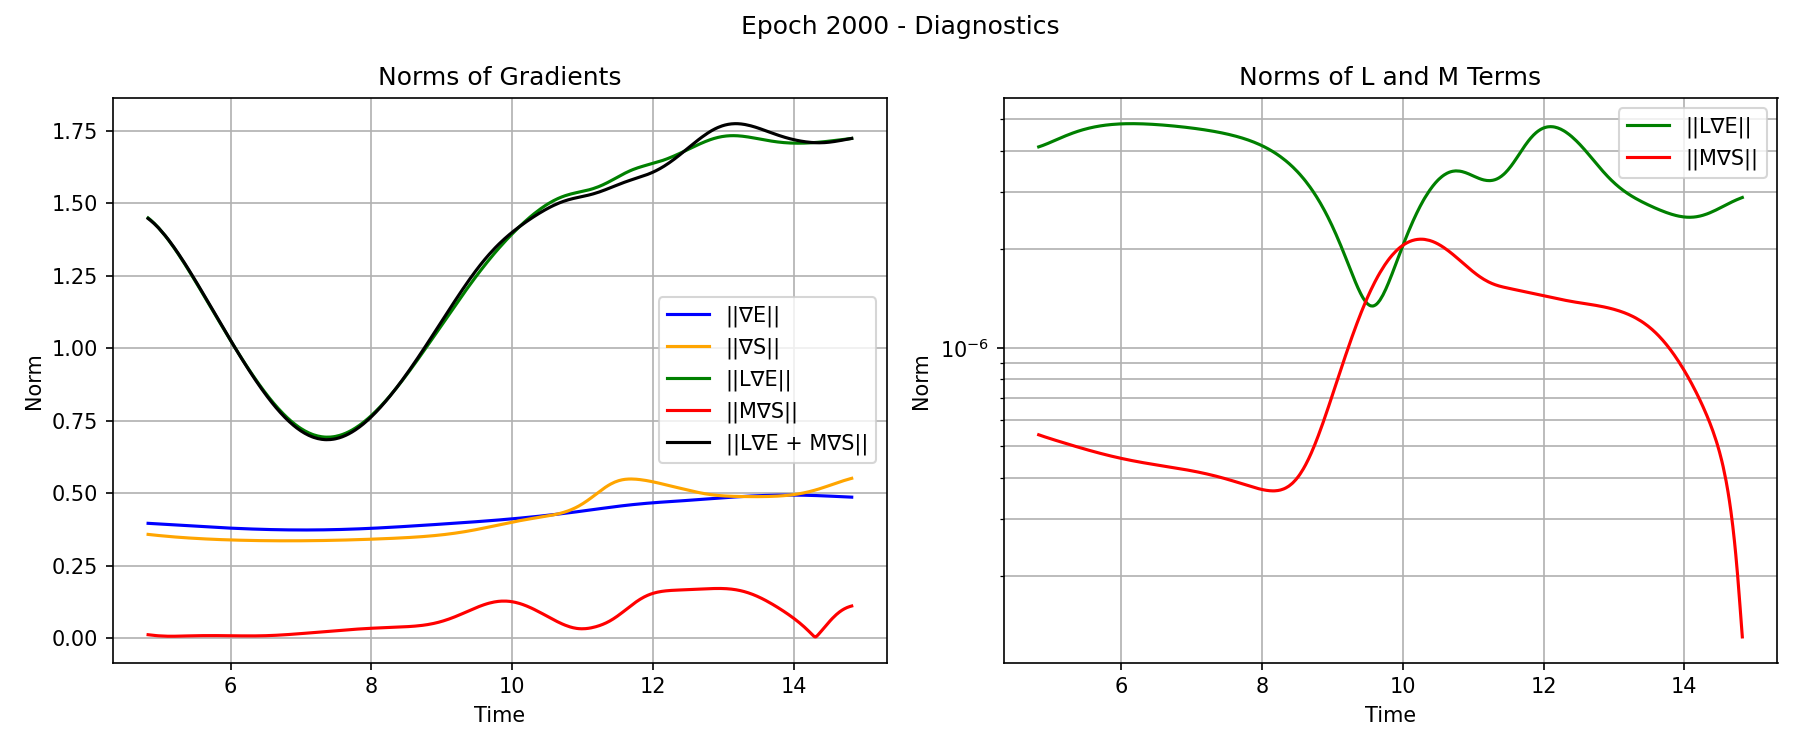 Epoch 2000 - Diagnostics
Norms of Gradients
1.75
1.50
1.25
1.00
0.75
0.50
0.25
0.00
Norm
6 8 10 12 14
Time
||∇E||
||∇S||
||L∇E||
||M∇S||
||L∇E + M∇S||
Norms of L and M Terms
10⁻⁶
Norm
6 8 10 12 14
Time
||L∇E||
||M∇S||